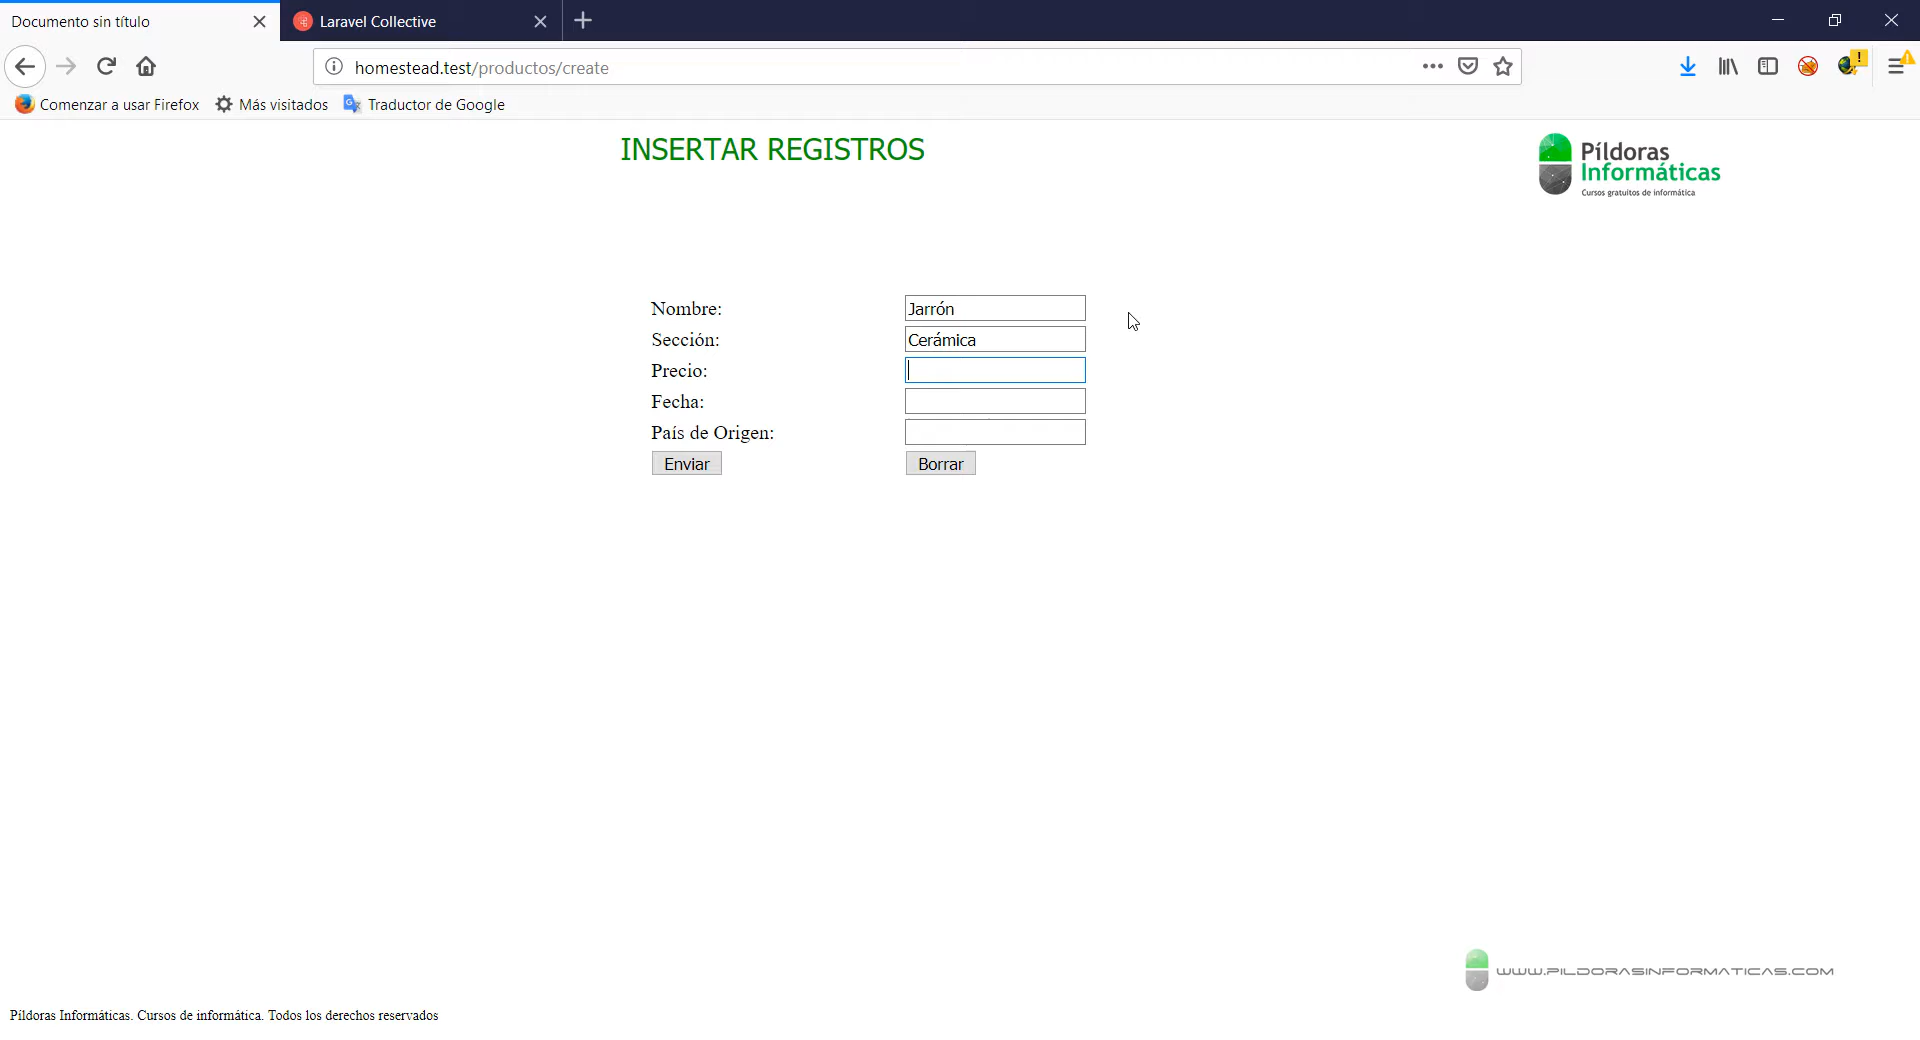 Documento sin título
Laravel Collective
homestead.test/productos/create
Comenzar a usar Firefox
Más visitados
Traductor de Google
INSERTAR REGISTROS
Píldoras
Informáticas
Cursos gratuitos de informática
Nombre: Jarrón
Sección: Cerámica
Precio:
Fecha:
País de Origen:
Enviar Borrar
WWW.PILDORASINFORMATICAS.COM
Píldoras Informáticas. Cursos de informática. Todos los derechos reservados